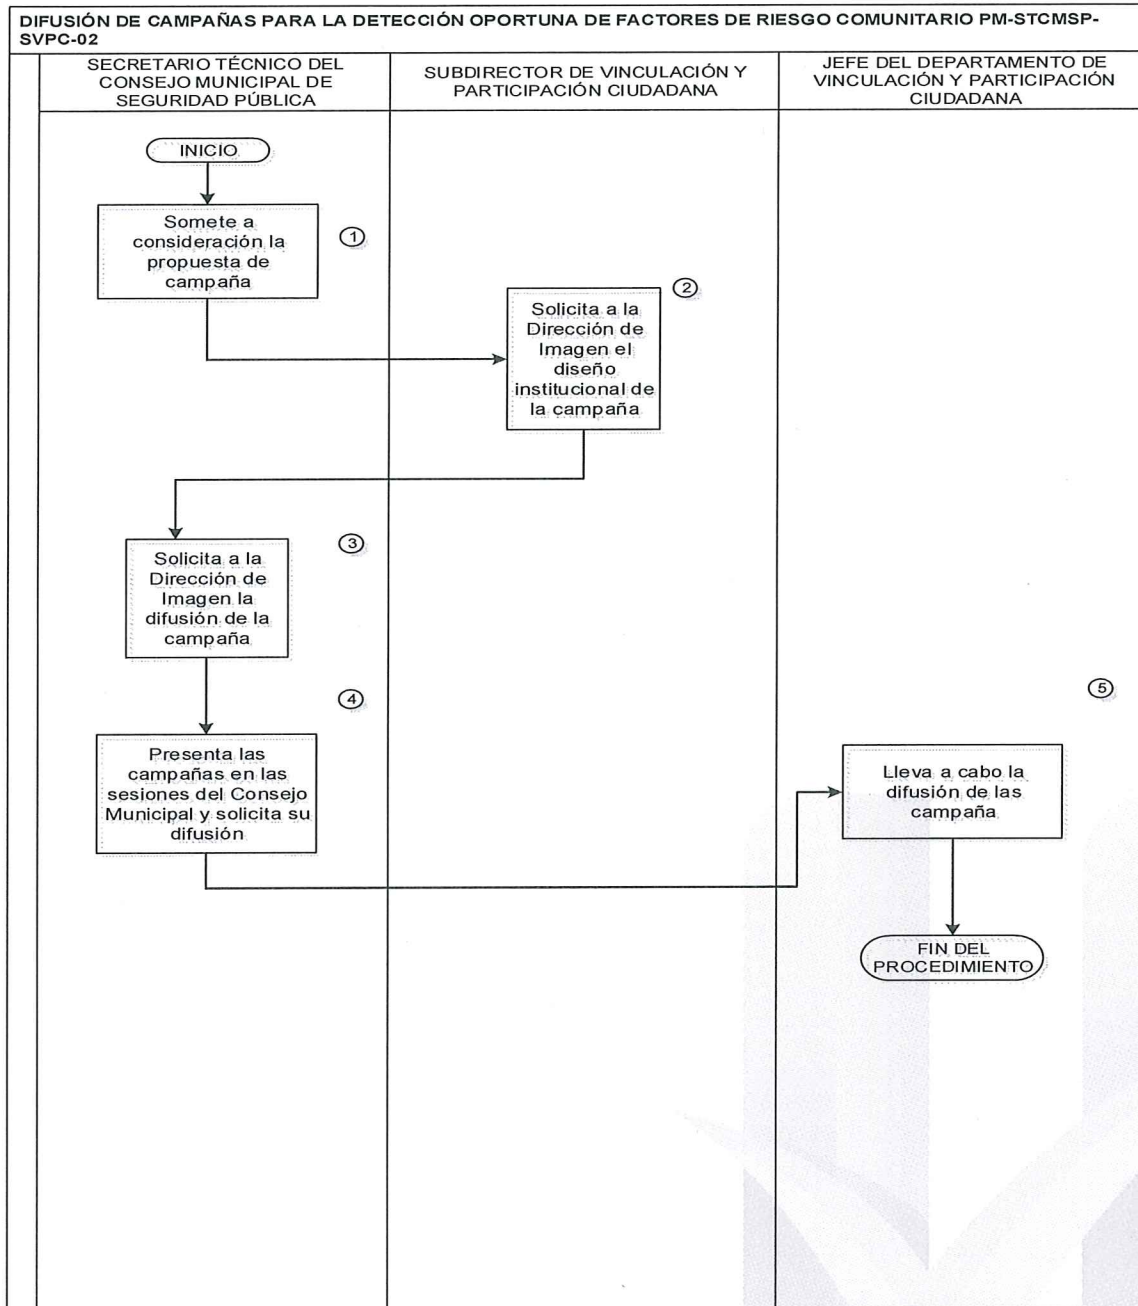 DIFUSIÓN DE CAMPAÑAS PARA LA DETECCIÓN OPORTUNA DE FACTORES DE RIESGO COMUNITARIO PM-STCMSP-
SVPC-02
SECRETARIO TÉCNICO DEL
CONSEJO MUNICIPAL DE
SEGURIDAD PÚBLICA
SUBDIRECTOR DE VINCULACIÓN Y
PARTICIPACIÓN CIUDADANA
JEFE DEL DEPARTAMENTO DE
VINCULACIÓN Y PARTICIPACIÓN
CIUDADANA
INICIO
Somete a
consideración la
propuesta de
campaña
1
2
Solicita a la
Dirección de
Imagen el
diseño
institucional de
la campaña
3
Solicita a la
Dirección de
Imagen la
difusión de la
campaña
4
Presenta las
campañas en las
sesiones del Consejo
Municipal y solicita su
difusión
5
Lleva a cabo la
difusión de las
campaña
FIN DEL
PROCEDIMIENTO